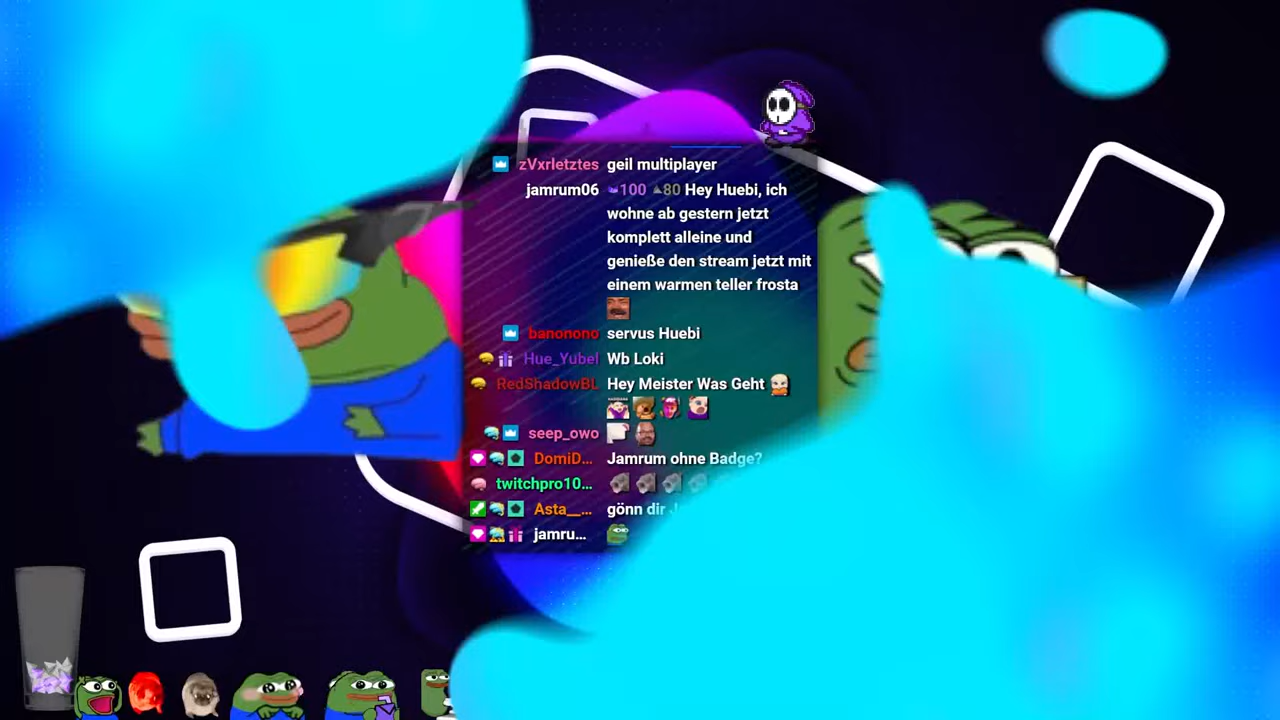 zVxrletztes geil multiplayer
jamrum06 100 80 Hey Huebi, ich
wohne ab gestern jetzt
komplett alleine und
genieße den stream jetzt mit
einem warmen teller frosta
banonono servus Huebi
Hue_Yubel Wb Loki
RedShadowBL Hey Meister Was Geht
seep_owo
DomiD... Jamrum ohne Badge?
twitchpro10...
Asta__... gönn dir
jamru...